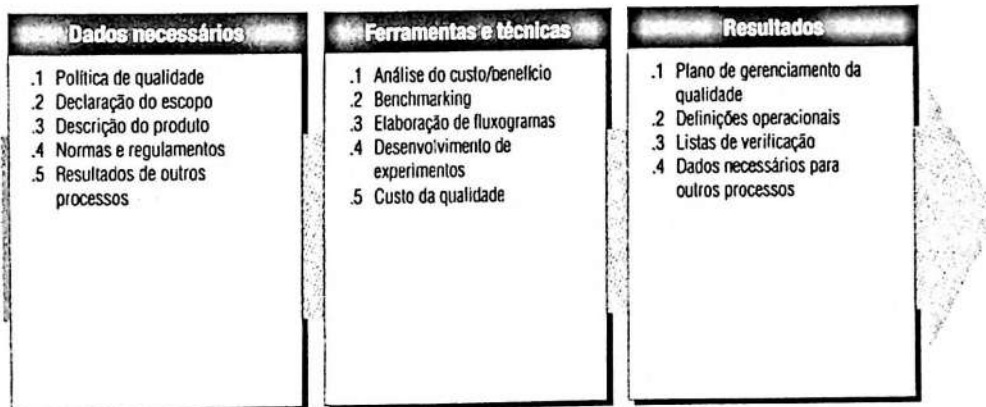 Dados necessários
.1 Política de qualidade
.2 Declaração do escopo
.3 Descrição do produto
.4 Normas e regulamentos
.5 Resultados de outros
processos
Ferramentas e técnicas
.1 Análise do custo/benefício
.2 Benchmarking
.3 Elaboração de fluxogramas
.4 Desenvolvimento de
experimentos
.5 Custo da qualidade
Resultados
.1 Plano de gerenciamento da
qualidade
.2 Definições operacionais
.3 Listas de verificação
.4 Dados necessários para
outros processos